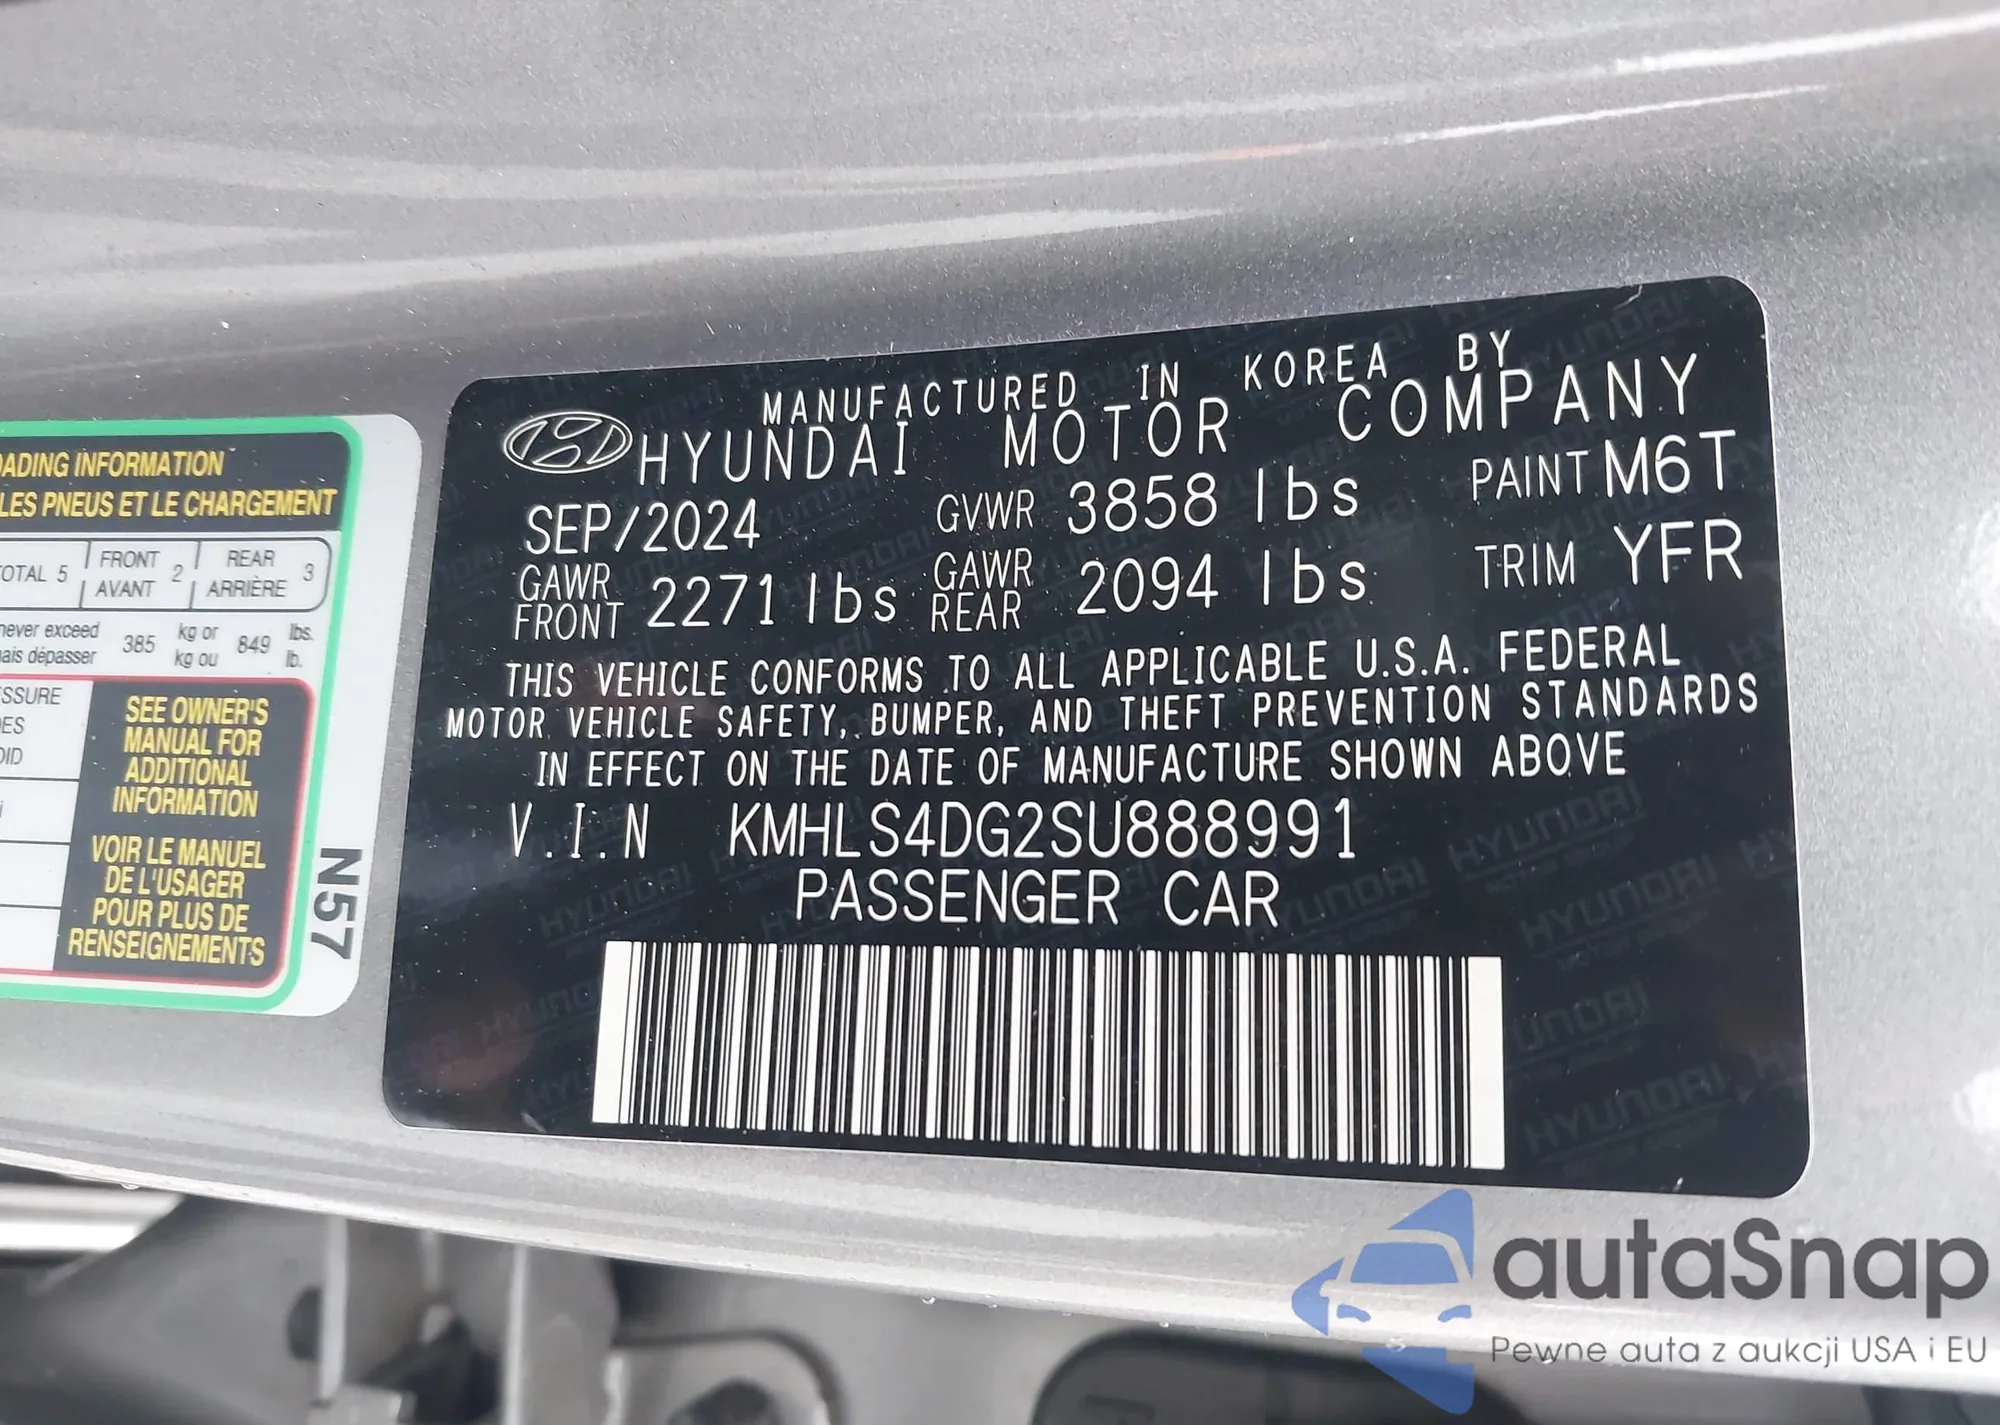 OADING INFORMATION
LES PNEUS ET LE CHARGEMENT
OTAL 5 FRONT 2 REAR 3
AVANT ARRIÈRE
never exceed 385 kg or 849 lbs.
ais dépasser kg ou lb.
SSURE
DES
OID
SEE OWNER'S
MANUAL FOR
ADDITIONAL
INFORMATION
VOIR LE MANUEL
DE L'USAGER
POUR PLUS DE
RENSEIGNEMENTS
N57
MANUFACTURED IN KOREA BY
HYUNDAI MOTOR COMPANY
SEP/2024 GVWR 3858 lbs PAINT M6T
GAWR FRONT 2271 lbs GAWR REAR 2094 lbs TRIM YFR
THIS VEHICLE CONFORMS TO ALL APPLICABLE U.S.A. FEDERAL
MOTOR VEHICLE SAFETY, BUMPER, AND THEFT PREVENTION STANDARDS
IN EFFECT ON THE DATE OF MANUFACTURE SHOWN ABOVE
V.I.N KMHLS4DG2SU888991
PASSENGER CAR
autaSnap
Pewne auta z aukcji USA i EU